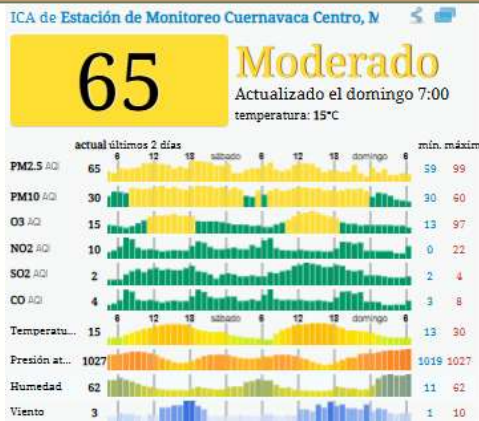 ICA de Estación de Monitoreo Cuernavaca Centro, M
65
Moderado
Actualizado el domingo 7:00
temperatura: 15°C
actual últimos 2 días mín. máxim
6 12 18 sábado 6 12 18 domingo 6
PM2.5 AQI 65 59 99
PM10 AQI 30 30 60
O3 AQI 15 13 97
NO2 AQI 10 0 22
SO2 AQI 2 2 4
CO AQI 4 3 8
6 12 18 sábado 6 12 18 domingo 6
Temperatu... 15 13 30
Presión at... 1027 1019 1027
Humedad 62 11 62
Viento 3 1 10